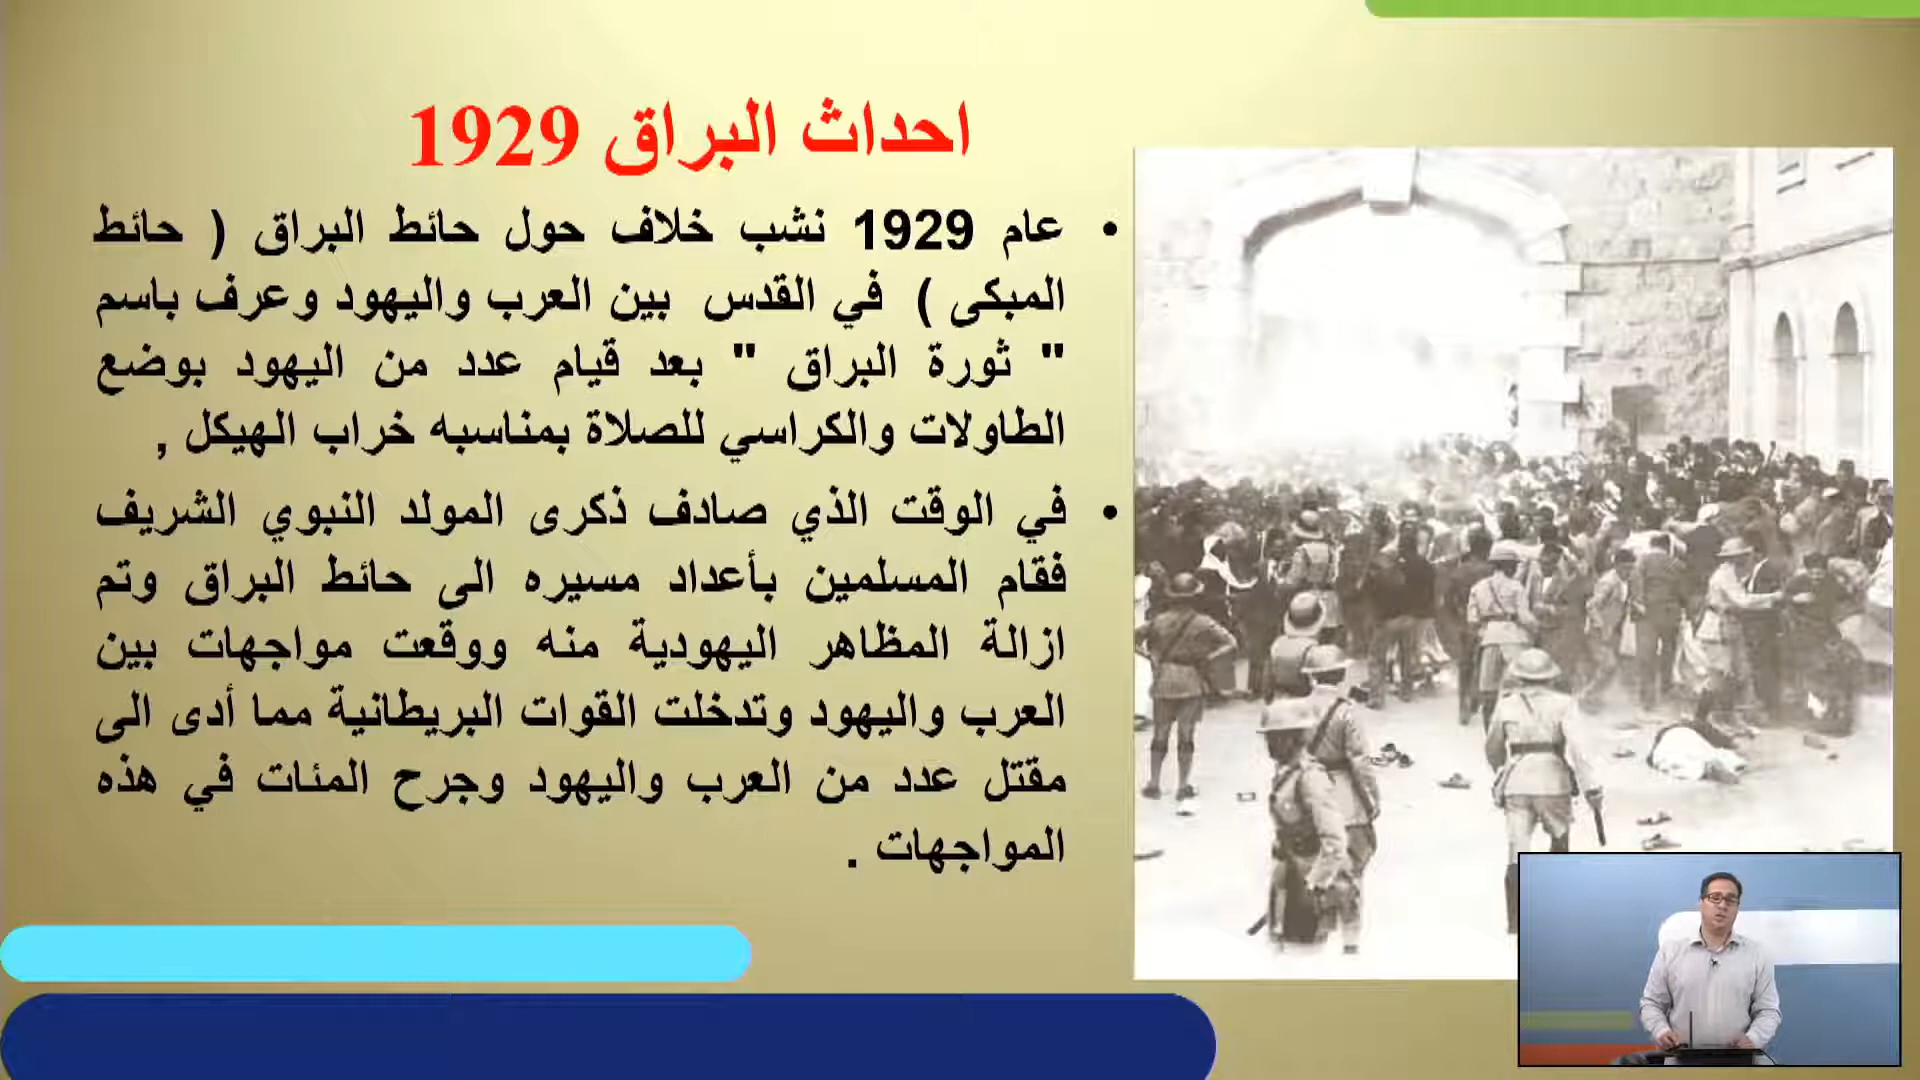 احداث البراق 1929
• عام 1929 نشب خلاف حول حائط البراق ( حائط
المبكى ) في القدس بين العرب واليهود وعرف باسم
" ثورة البراق " بعد قيام عدد من اليهود بوضع
الطاولات والكراسي للصلاة بمناسبه خراب الهيكل ,
• في الوقت الذي صادف ذكرى المولد النبوي الشريف
فقام المسلمين بأعداد مسيره الى حائط البراق وتم
ازالة المظاهر اليهودية منه ووقعت مواجهات بين
العرب واليهود وتدخلت القوات البريطانية مما أدى الى
مقتل عدد من العرب واليهود وجرح المئات في هذه
المواجهات .